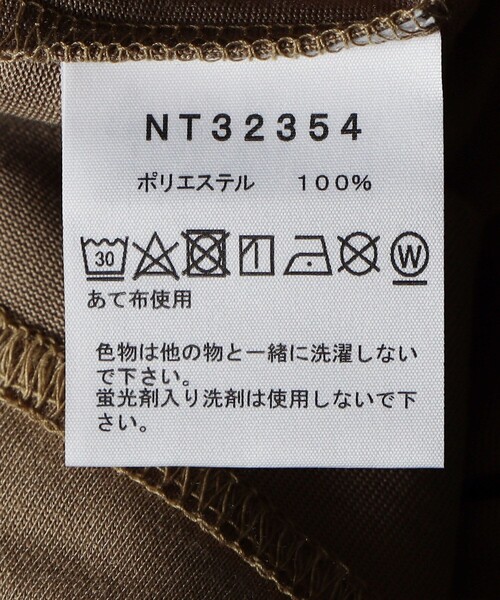 NT32354
ポリエステル 100%
30 W
あて布使用
色物は他の物と一緒に洗濯しない
で下さい。
蛍光剤入り洗剤は使用しないで下
さい。